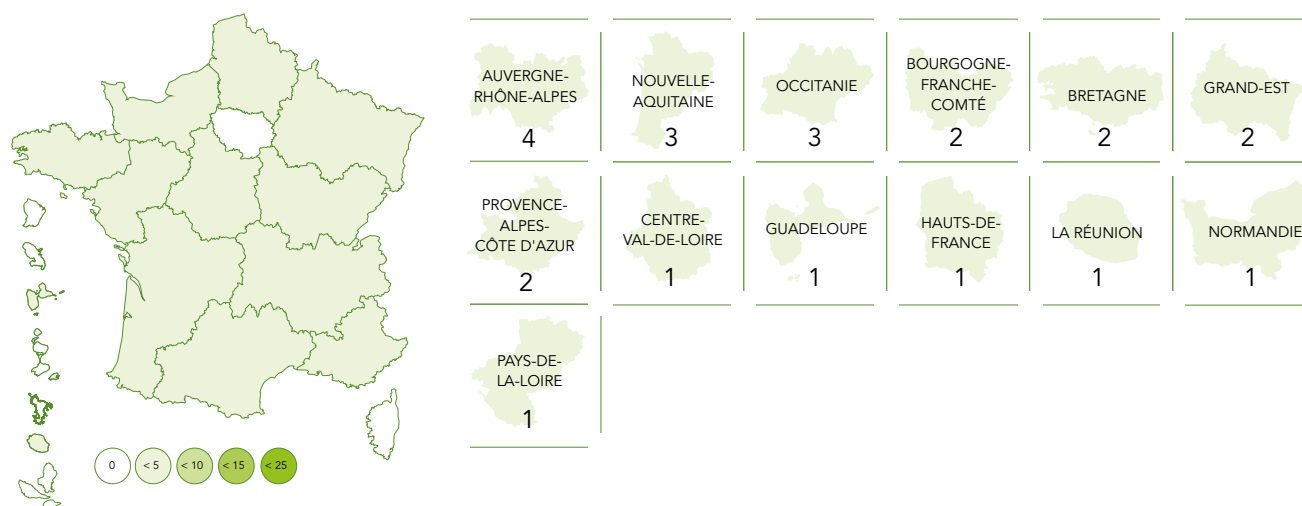 AUVERGNE-
RHÔNE-ALPES
4
NOUVELLE-
AQUITAINE
3
OCCITANIE
3
BOURGOGNE-
FRANCHE-
COMTÉ
2
BRETAGNE
2
GRAND-EST
2
PROVENCE-
ALPES-
CÔTE D'AZUR
2
CENTRE-
VAL-DE-LOIRE
1
GUADELOUPE
1
HAUTS-DE-
FRANCE
1
LA RÉUNION
1
NORMANDIE
1
PAYS-DE-
LA-LOIRE
1
0 < 5 < 10 < 15 < 25